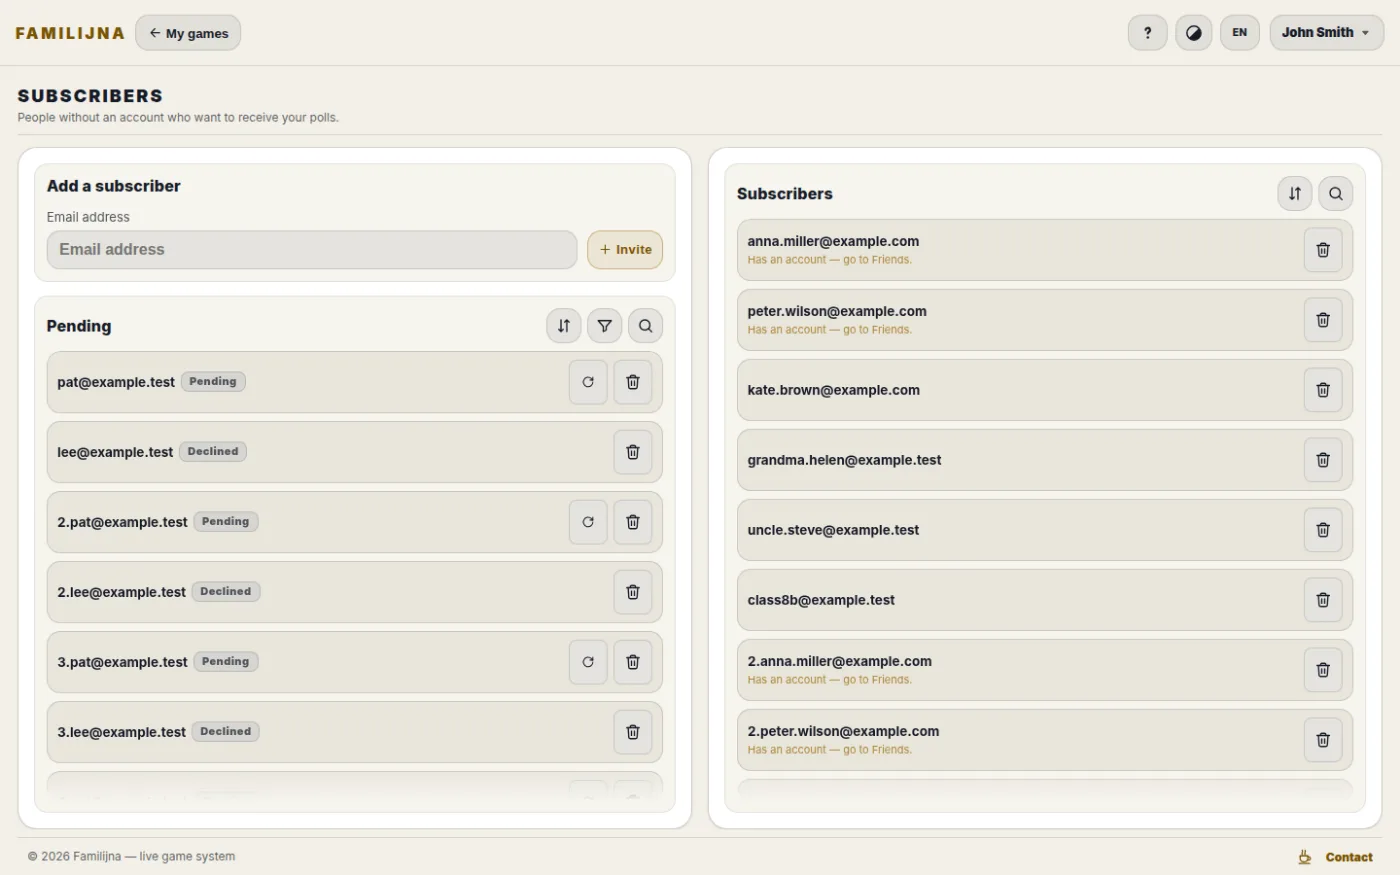 FAMILIJNA
← My games
?
EN
John Smith
SUBSCRIBERS
People without an account who want to receive your polls.
Add a subscriber
Email address
Email address
+ Invite
Pending
pat@example.test Pending
lee@example.test Declined
2.pat@example.test Pending
2.lee@example.test Declined
3.pat@example.test Pending
3.lee@example.test Declined
Subscribers
anna.miller@example.com
Has an account — go to Friends.
peter.wilson@example.com
Has an account — go to Friends.
kate.brown@example.com
grandma.helen@example.test
uncle.steve@example.test
class8b@example.test
2.anna.miller@example.com
Has an account — go to Friends.
2.peter.wilson@example.com
Has an account — go to Friends.
© 2026 Familijna — live game system
Contact